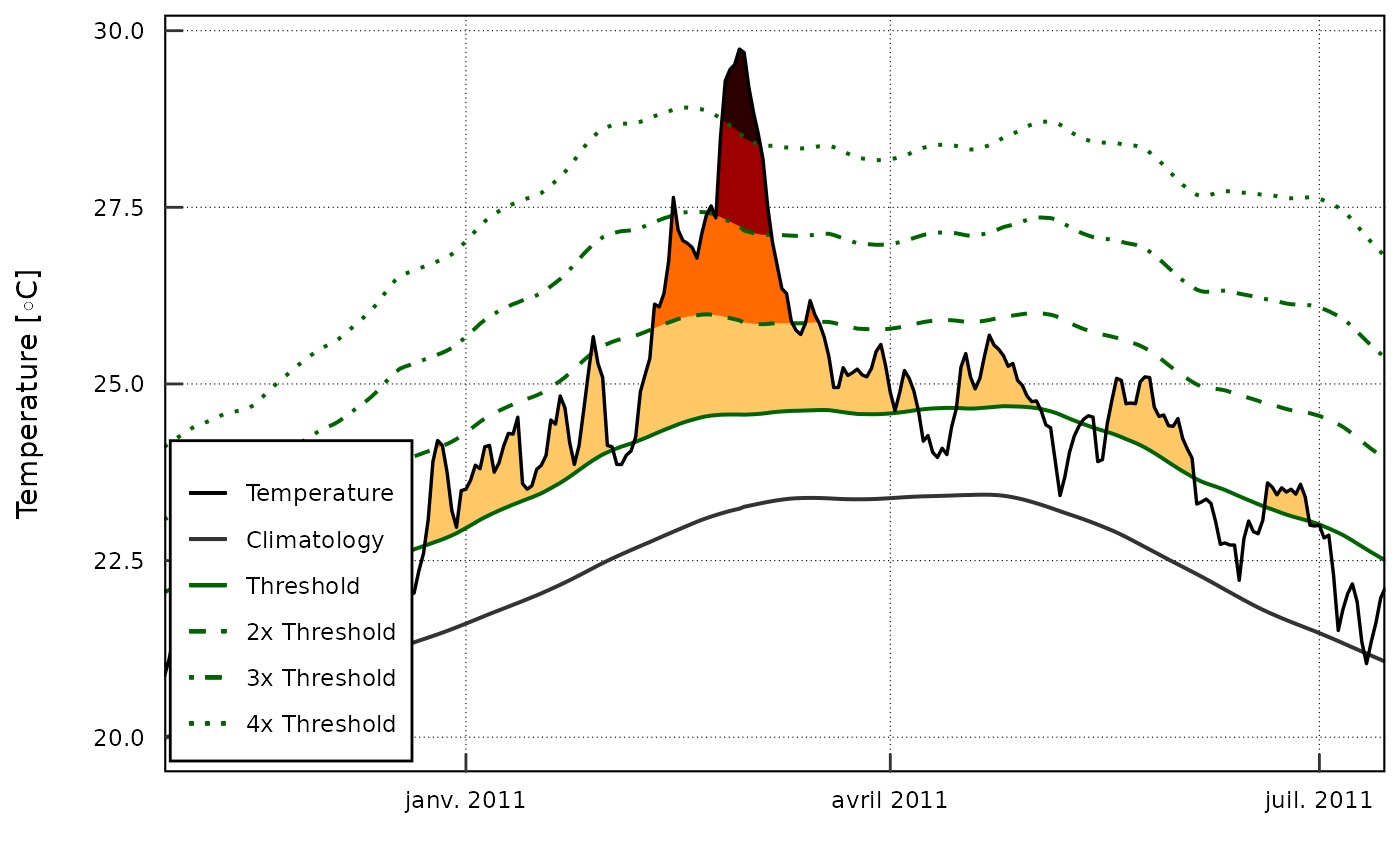 30.0
27.5
25.0
22.5
20.0
Temperature [◦C]
Temperature
Climatology
Threshold
2x Threshold
3x Threshold
4x Threshold
janv. 2011
avril 2011
juil. 2011